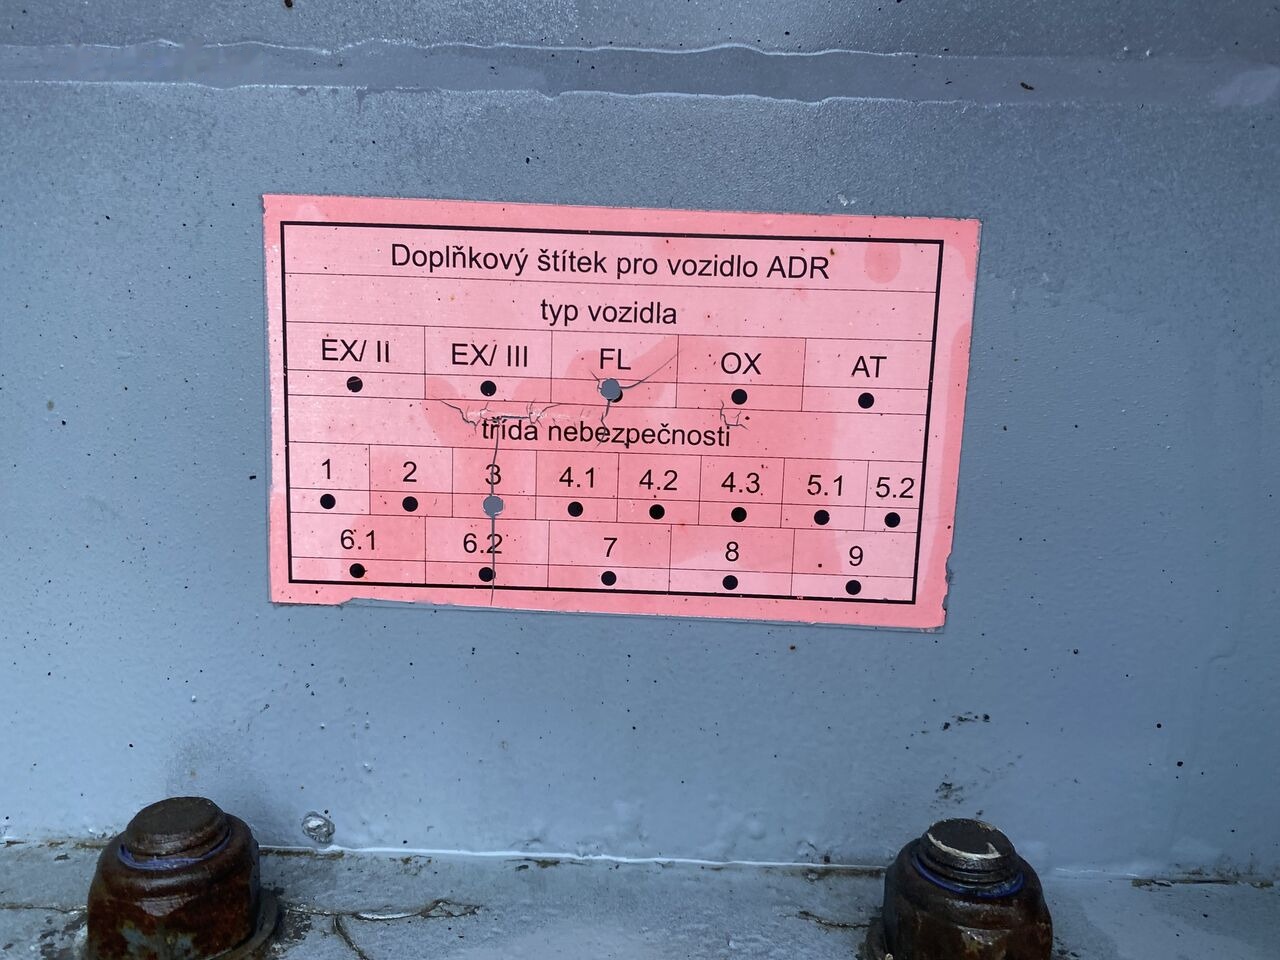 Doplňkový štítek pro vozidlo ADR
typ vozidla
EX/ II EX/ III FL OX AT
třída nebezpečnosti
1 2 3 4.1 4.2 4.3 5.1 5.2
6.1 6.2 7 8 9